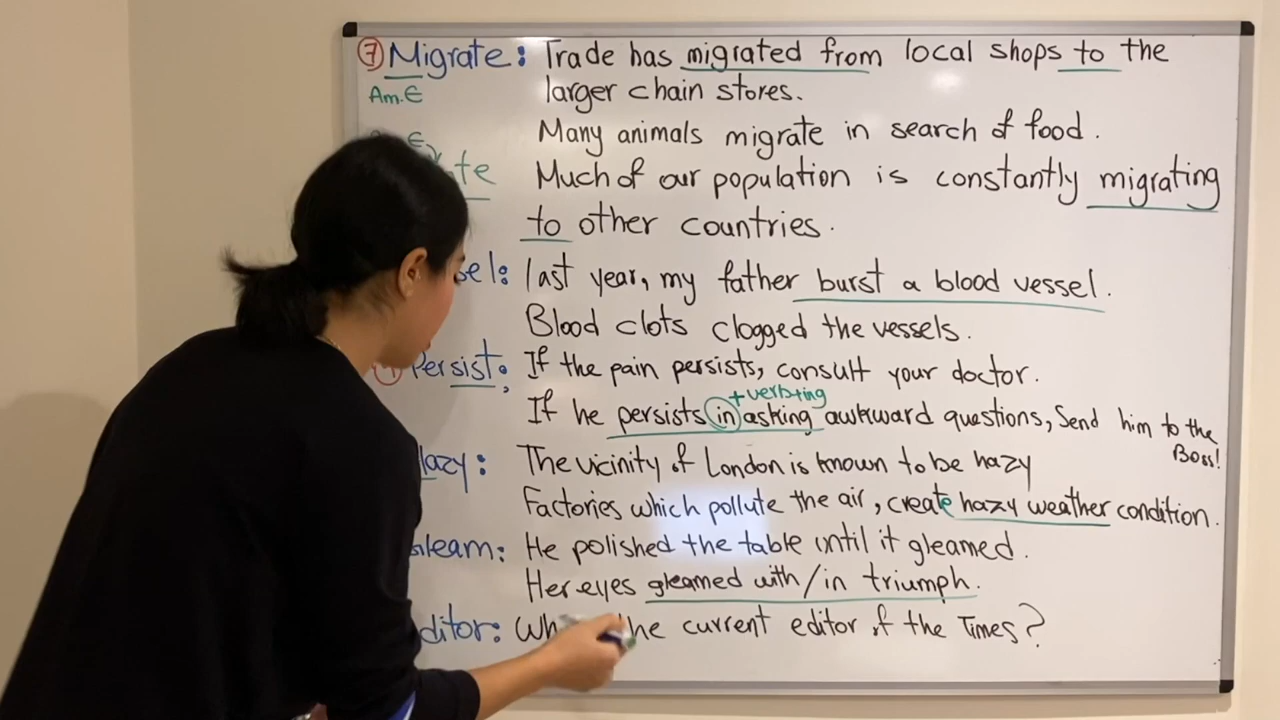 ⑦ Migrate: Trade has migrated from local shops to the
Am.E
larger chain stores.
Many animals migrate in search of food.
Much of our population is constantly migrating
to other countries.
last year, my father burst a blood vessel.
Blood clots clogged the vessels.
Persist: If the pain persists, consult your doctor.
+verb+ing
If he persists in asking awkward questions, Send him to the
Boss!
azy: The vicinity of London is known to be hazy
Factories which pollute the air, create hazy weather condition.
leam: He polished the table until it gleamed.
Her eyes gleamed with/in triumph.
ditor: the current editor of the Times?